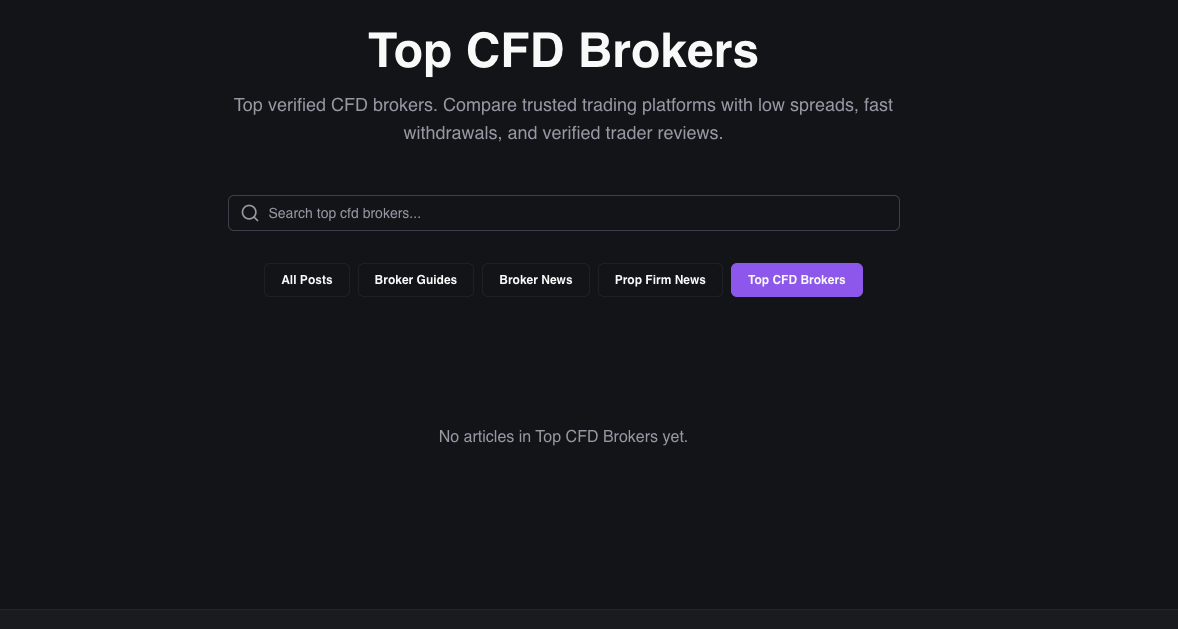 Top CFD Brokers
Top verified CFD brokers. Compare trusted trading platforms with low spreads, fast
withdrawals, and verified trader reviews.
Search top cfd brokers...
All Posts Broker Guides Broker News Prop Firm News Top CFD Brokers
No articles in Top CFD Brokers yet.